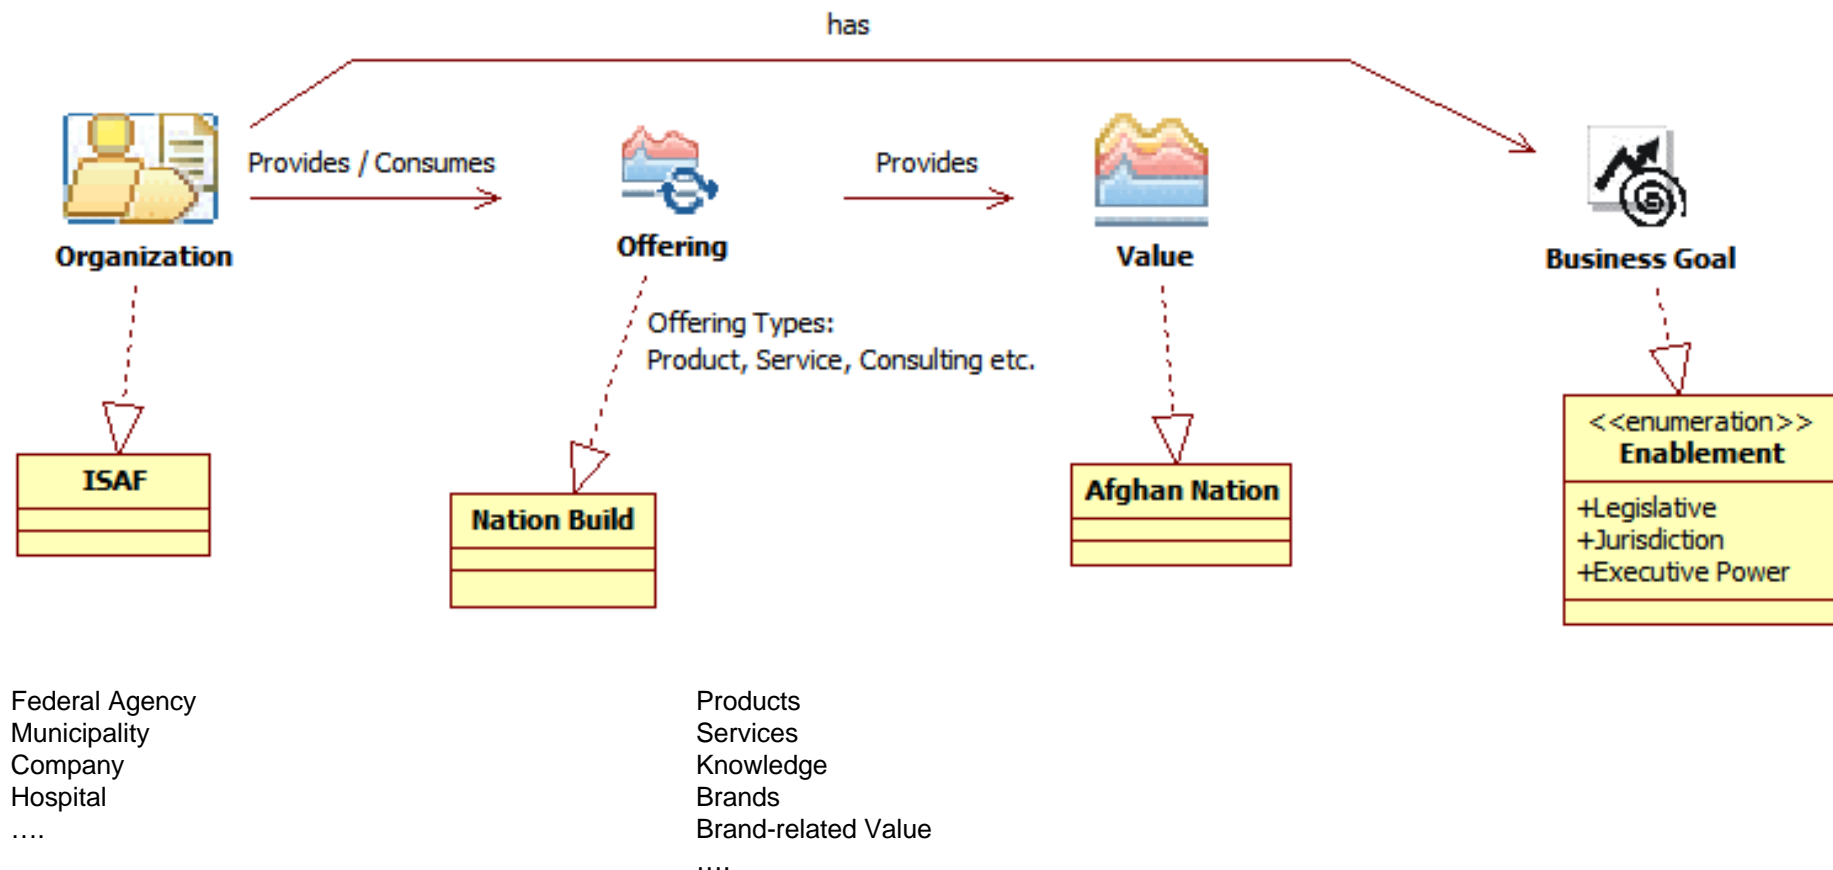 has
Provides / Consumes
Provides
Organization
Offering
Value
Business Goal
Offering Types:
Product, Service, Consulting etc.
ISAF
Nation Build
Afghan Nation
<<enumeration>>
Enablement
+Legislative
+Jurisdiction
+Executive Power
Federal Agency
Municipality
Company
Hospital
....
Products
Services
Knowledge
Brands
Brand-related Value
....